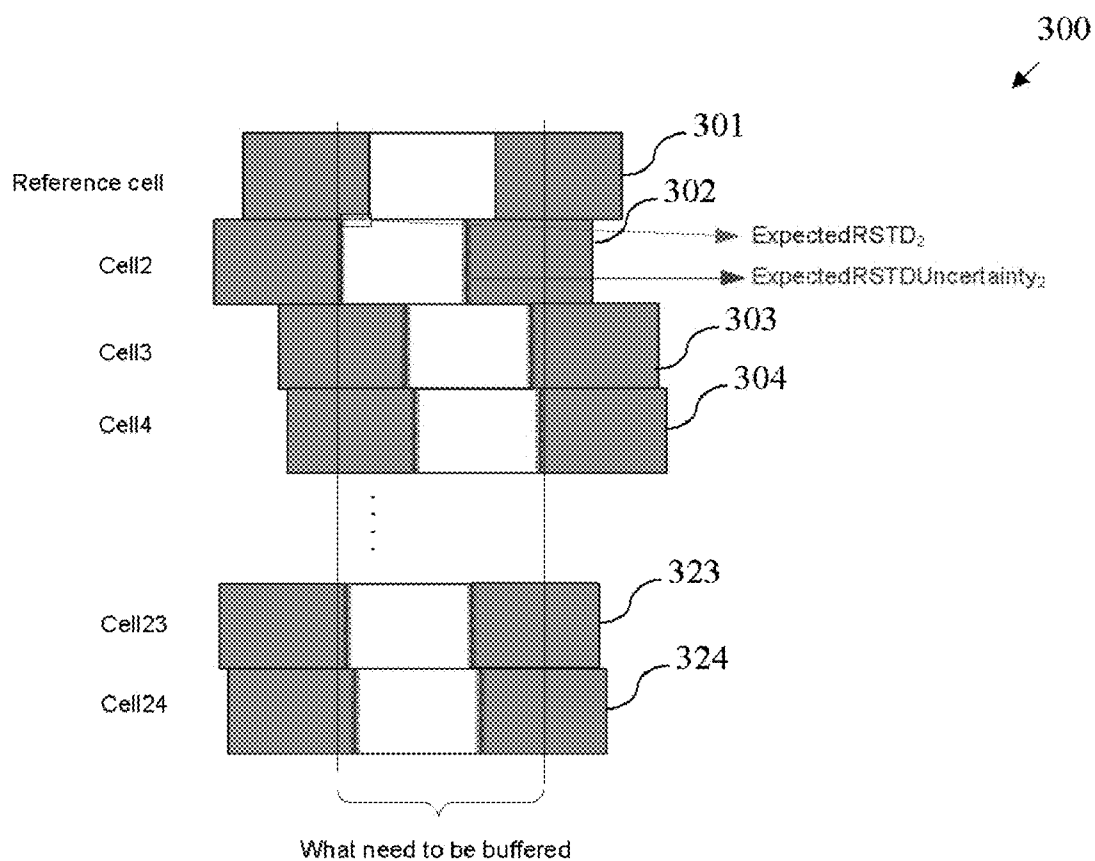 300
301
Reference cell
302
ExpectedRSTD₂
Cell2
ExpectedRSTDUncertainty₂
303
Cell3
304
Cell4
323
Cell23
324
Cell24
What need to be buffered